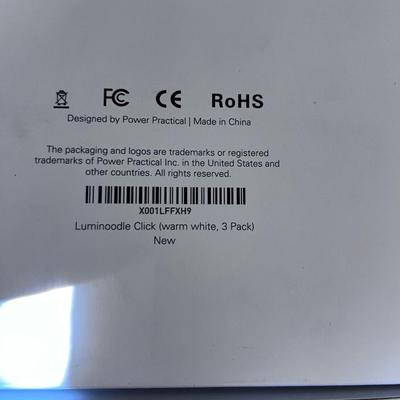 FC CE RoHS
Designed by Power Practical | Made in China
The packaging and logos are trademarks or registered
trademarks of Power Practical Inc. in the United States and
other countries. All rights reserved.
X001LFFXH9
Luminoodle Click (warm white, 3 Pack)
New